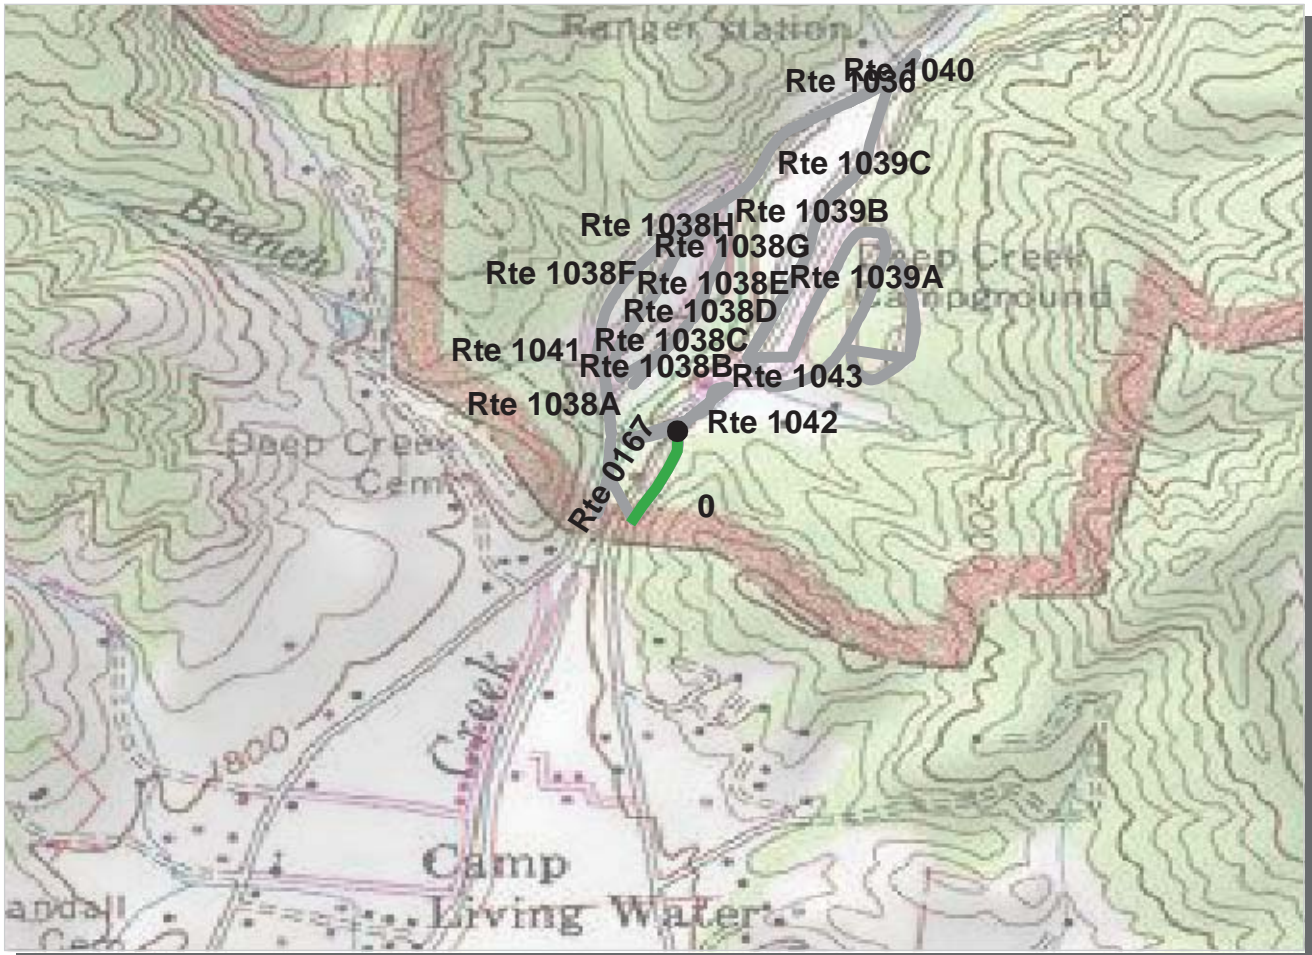 Ranger station
Rte 1040
Rte 1036
Rte 1039C
Branch
Rte 1039B
Rte 1038H
Rte 1038G
Deep Creek
Campground
Rte 1038F
Rte 1038E
Rte 1039A
Rte 1038D
Rte 1038C
Rte 1041
Rte 1038B
Rte 1043
Rte 1038A
Rte 1042
Deep Creek
Cem
Rte 0167
0
Creek
1800
Camp
Living Water
andall
Cem